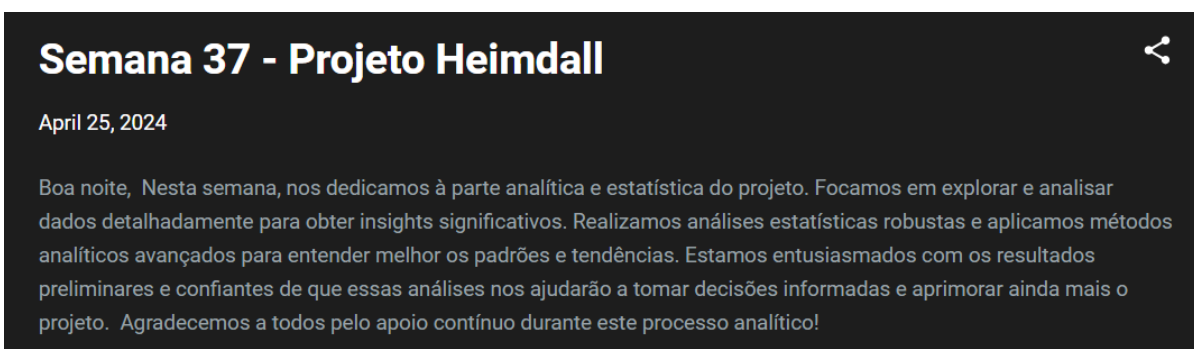 Semana 37 - Projeto Heimdall
April 25, 2024
Boa noite,  Nesta semana, nos dedicamos à parte analítica e estatística do projeto. Focamos em explorar e analisar
dados detalhadamente para obter insights significativos. Realizamos análises estatísticas robustas e aplicamos métodos
analíticos avançados para entender melhor os padrões e tendências. Estamos entusiasmados com os resultados
preliminares e confiantes de que essas análises nos ajudarão a tomar decisões informadas e aprimorar ainda mais o
projeto.  Agradecemos a todos pelo apoio contínuo durante este processo analítico!